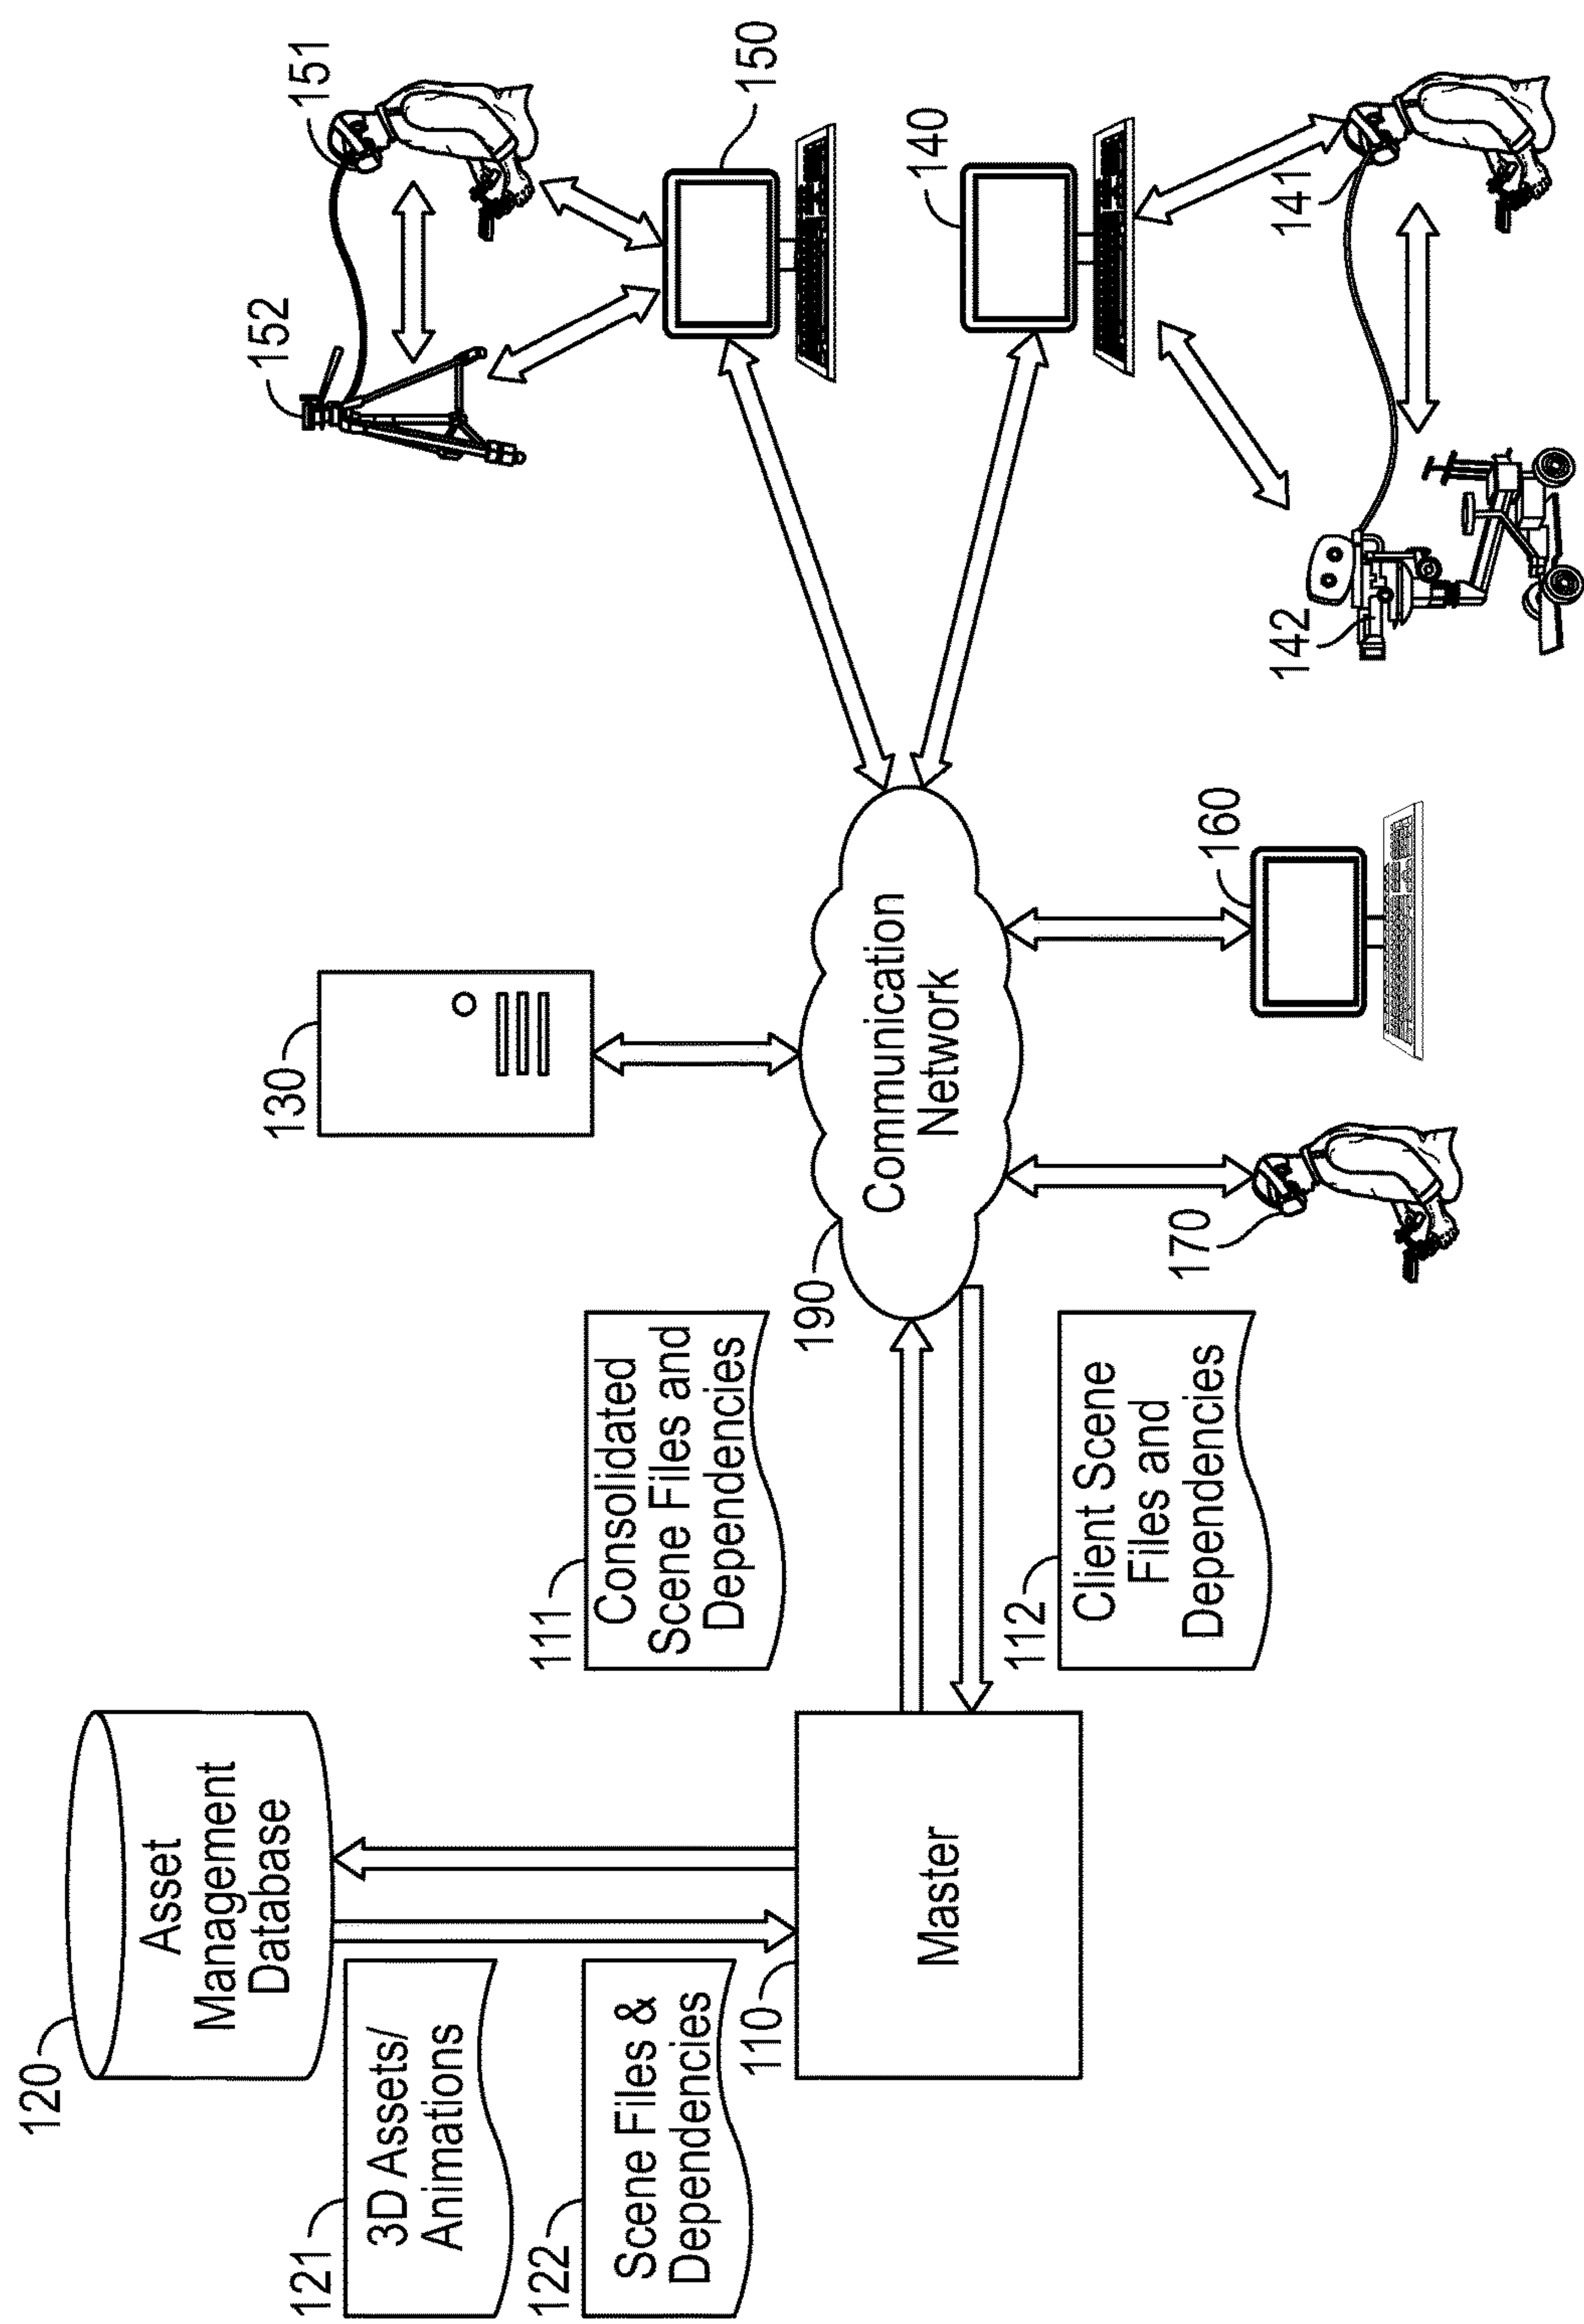 120
Asset
Management
Database
121
3D Assets/
Animations
122
Scene Files &
Dependencies
110
Master
111
Consolidated
Scene Files and
Dependencies
112
Client Scene
Files and
Dependencies
130
190
Communication
Network
170
160
152
151
150
140
141
142